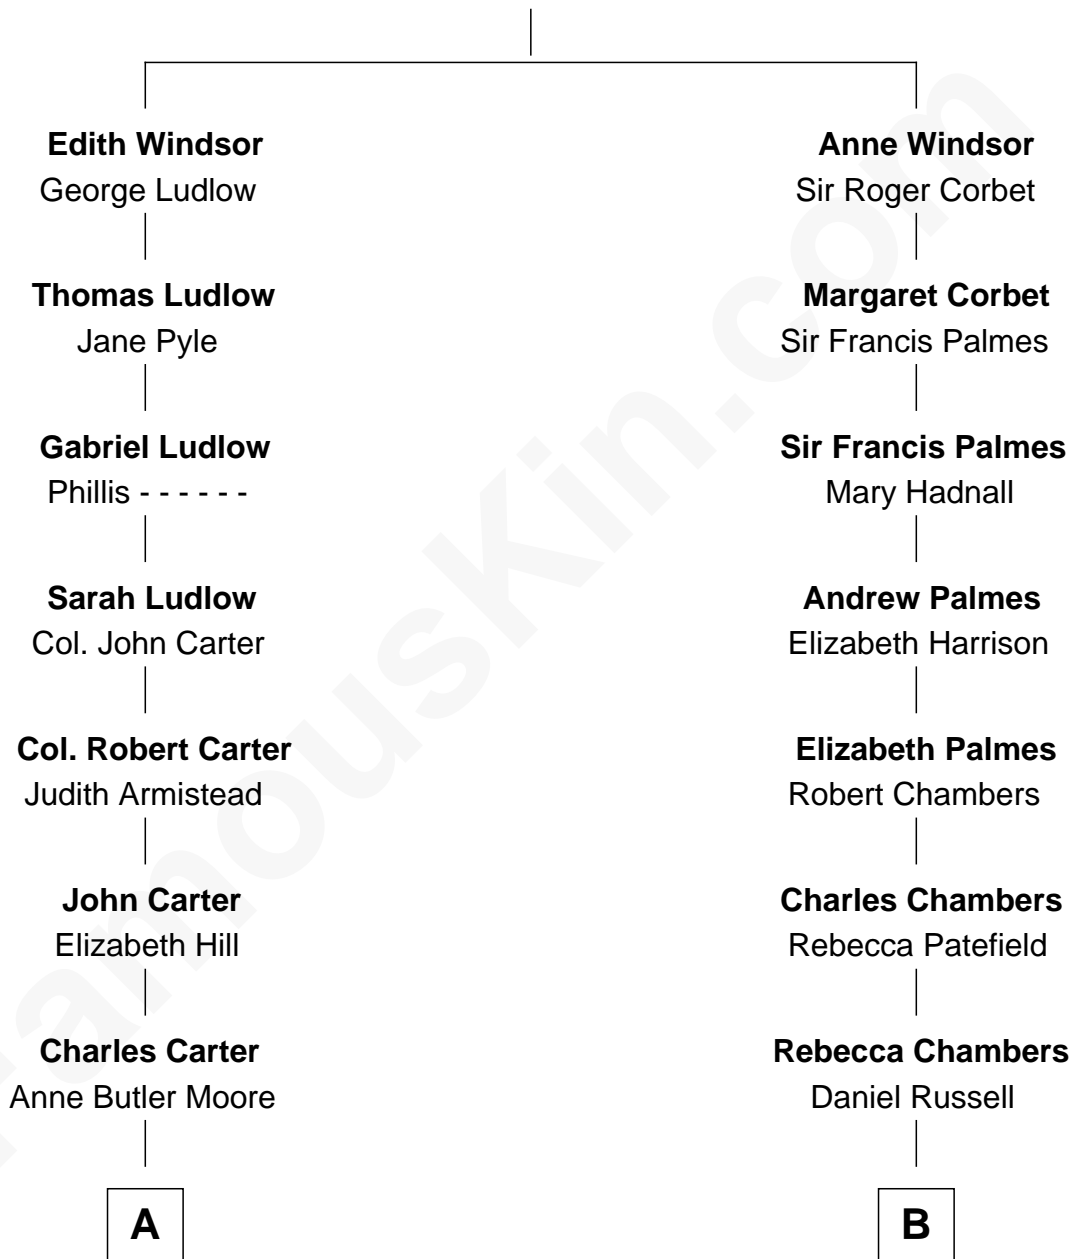 Edith Windsor
George Ludlow
Thomas Ludlow
Jane Pyle
Gabriel Ludlow
Phillis - - - - - -
Sarah Ludlow
Col. John Carter
Col. Robert Carter
Judith Armistead
John Carter
Elizabeth Hill
Charles Carter
Anne Butler Moore
A
Anne Windsor
Sir Roger Corbet
Margaret Corbet
Sir Francis Palmes
Sir Francis Palmes
Mary Hadnall
Andrew Palmes
Elizabeth Harrison
Elizabeth Palmes
Robert Chambers
Charles Chambers
Rebecca Patefield
Rebecca Chambers
Daniel Russell
B
FamousKin.com